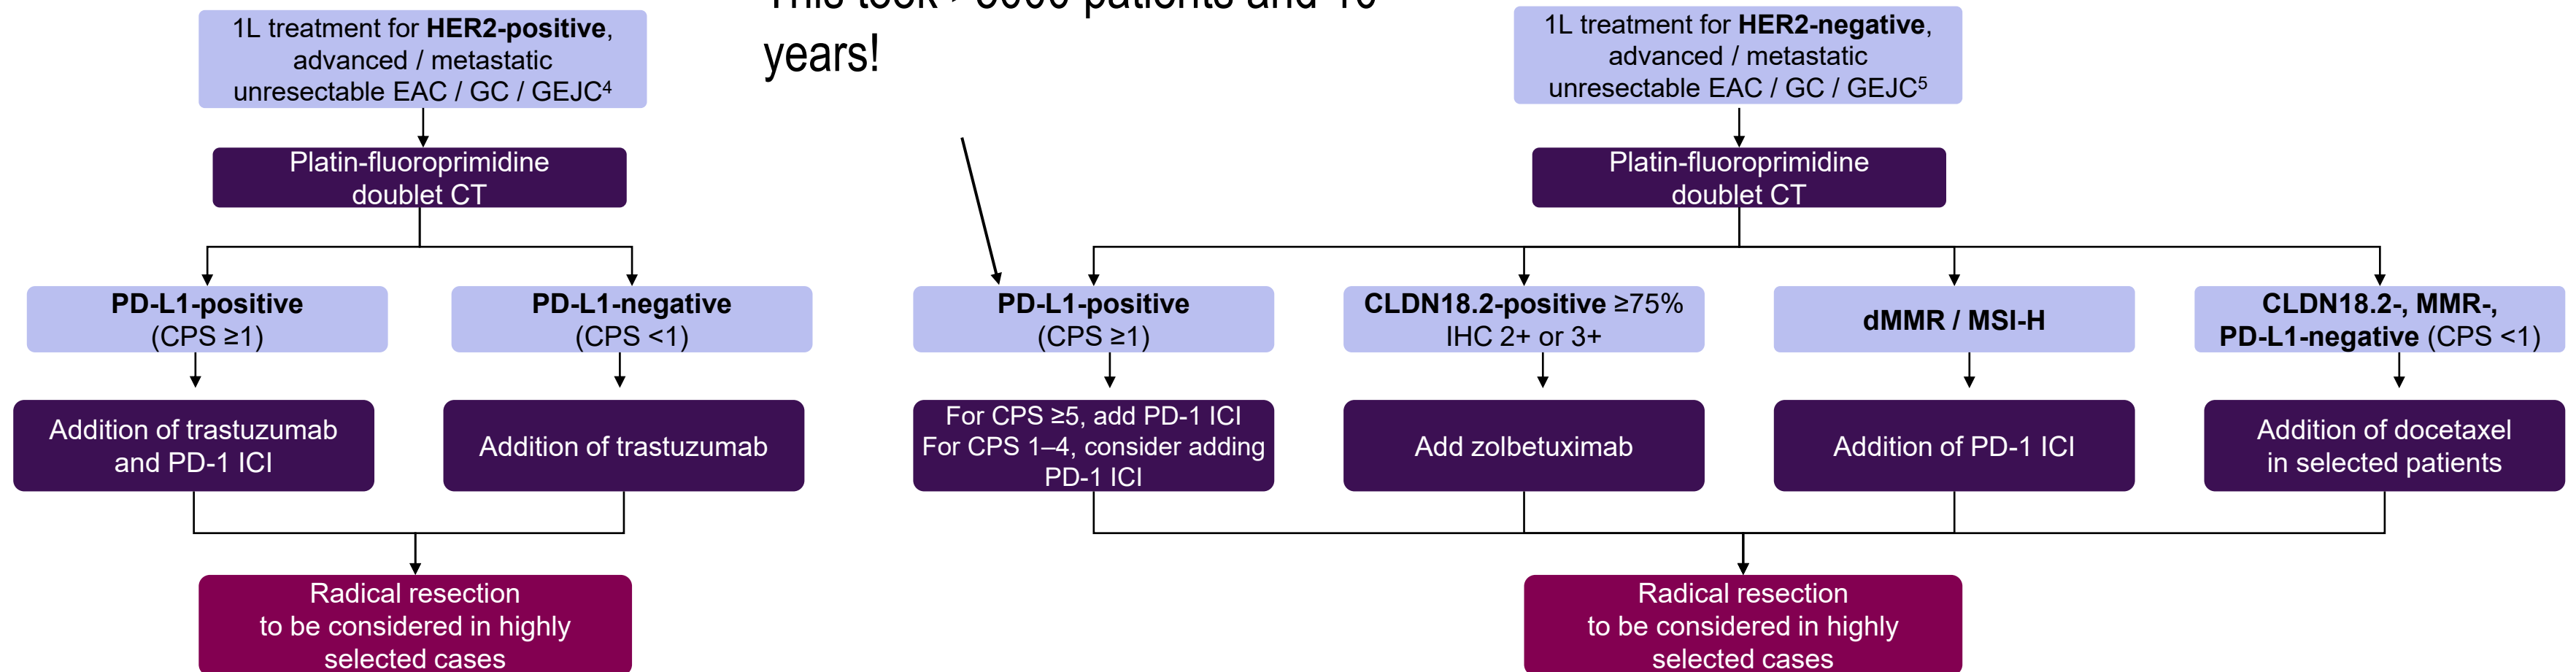 1L treatment for HER2-positive,
advanced / metastatic
unresectable EAC / GC / GEJC⁴
Platin-fluoroprimidine
doublet CT
PD-L1-positive
(CPS ≥1)
PD-L1-negative
(CPS <1)
Addition of trastuzumab
and PD-1 ICI
Addition of trastuzumab
Radical resection
to be considered in highly
selected cases
This took patients and
years!
1L treatment for HER2-negative,
advanced / metastatic
unresectable EAC / GC / GEJC⁵
Platin-fluoroprimidine
doublet CT
PD-L1-positive
(CPS ≥1)
CLDN18.2-positive ≥75%
IHC 2+ or 3+
dMMR / MSI-H
CLDN18.2-, MMR-,
PD-L1-negative (CPS <1)
For CPS ≥5, add PD-1 ICI
For CPS 1–4, consider adding
PD-1 ICI
Add zolbetuximab
Addition of PD-1 ICI
Addition of docetaxel
in selected patients
Radical resection
to be considered in highly
selected cases